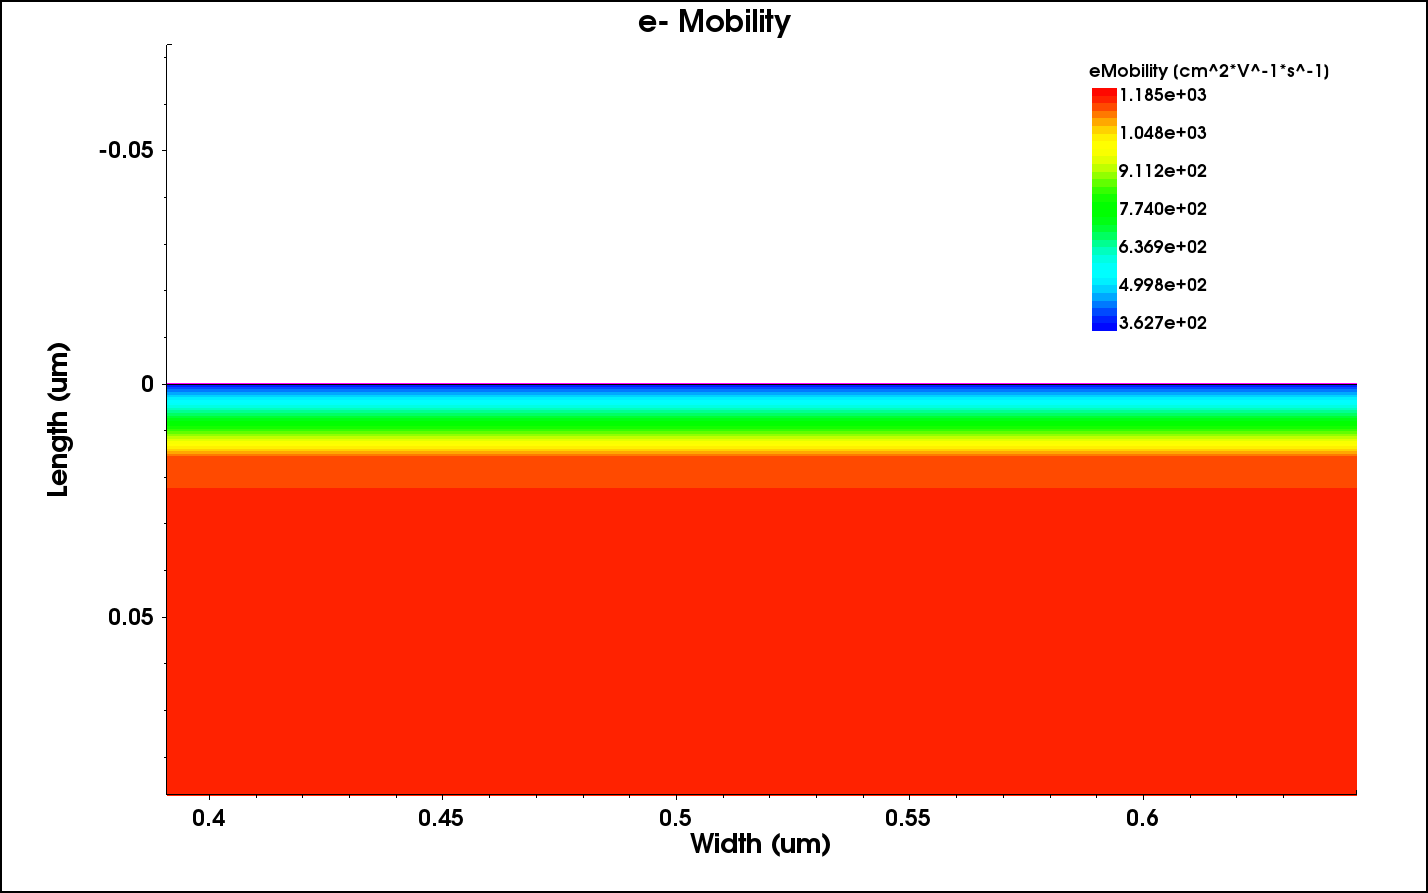 e- Mobility
eMobility (cm^2*V^-1*s^-1)
1.185e+03
1.048e+03
9.112e+02
7.740e+02
6.369e+02
4.998e+02
3.627e+02
Length (um)
-0.05
0
0.05
0.4 0.45 0.5 0.55 0.6
Width (um)